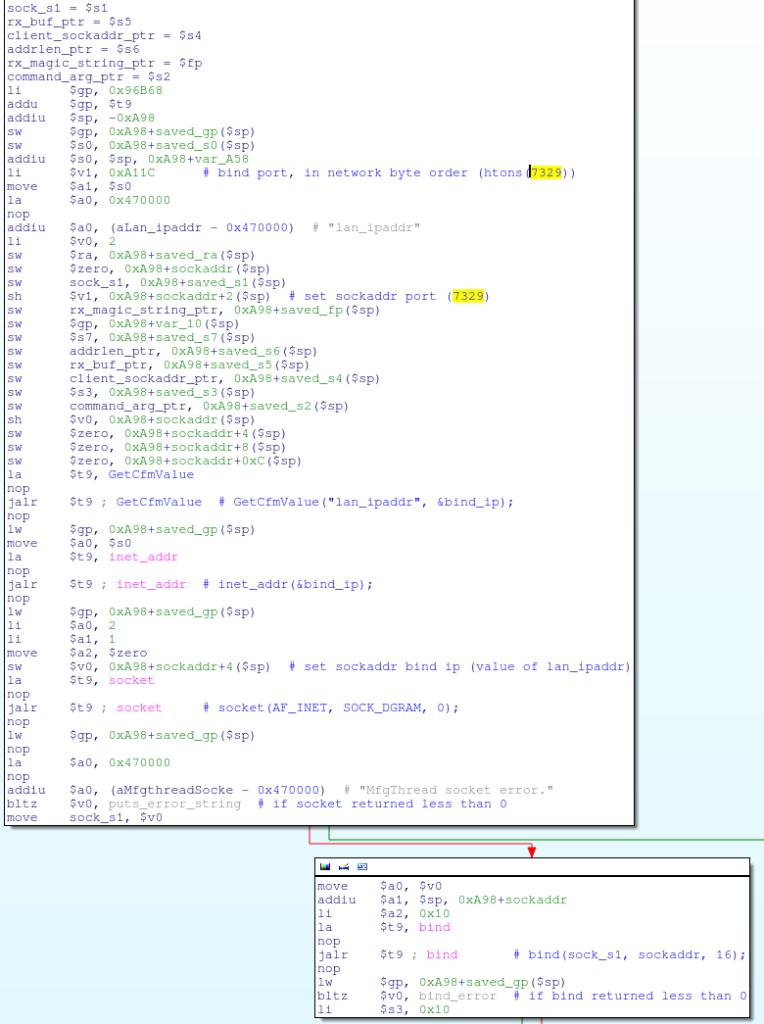 sock_s1 = $s1
rx_buf_ptr = $s5
client_sockaddr_ptr = $s4
addrlen_ptr = $s6
rx_magic_string_ptr = $fp
command_arg_ptr = $s2
li $gp, 0x96B68
addu $gp, $t9
addiu $sp, -0xA98
sw $gp, 0xA98+saved_gp($sp)
sw $s0, 0xA98+saved_s0($sp)
addiu $s0, $sp, 0xA98+var_A58
li $v1, 0xA11C # bind port, in network byte order (htons(7329))
move $a1, $s0
la $a0, 0x470000
nop
addiu $a0, (aLan_ipaddr - 0x470000) # "lan_ipaddr"
li $v0, 2
sw $ra, 0xA98+saved_ra($sp)
sw $zero, 0xA98+sockaddr($sp)
sw sock_s1, 0xA98+saved_s1($sp)
sh $v1, 0xA98+sockaddr+2($sp) # set sockaddr port (7329)
sw rx_magic_string_ptr, 0xA98+saved_fp($sp)
sw $gp, 0xA98+var_10($sp)
sw $s7, 0xA98+saved_s7($sp)
sw addrlen_ptr, 0xA98+saved_s6($sp)
sw rx_buf_ptr, 0xA98+saved_s5($sp)
sw client_sockaddr_ptr, 0xA98+saved_s4($sp)
sw $s3, 0xA98+saved_s3($sp)
sw command_arg_ptr, 0xA98+saved_s2($sp)
sh $v0, 0xA98+sockaddr($sp)
sw $zero, 0xA98+sockaddr+4($sp)
sw $zero, 0xA98+sockaddr+8($sp)
sw $zero, 0xA98+sockaddr+0xC($sp)
la $t9, GetCfmValue
nop
jalr $t9 ; GetCfmValue # GetCfmValue("lan_ipaddr", &bind_ip);
nop
lw $gp, 0xA98+saved_gp($sp)
move $a0, $s0
la $t9, inet_addr
nop
jalr $t9 ; inet_addr # inet_addr(&bind_ip);
nop
lw $gp, 0xA98+saved_gp($sp)
li $a0, 2
li $a1, 1
move $a2, $zero
sw $v0, 0xA98+sockaddr+4($sp) # set sockaddr bind ip (value of lan_ipaddr)
la $t9, socket
nop
jalr $t9 ; socket # socket(AF_INET, SOCK_DGRAM, 0);
nop
lw $gp, 0xA98+saved_gp($sp)
nop
la $a0, 0x470000
nop
addiu $a0, (aMfgthreadSocke - 0x470000) # "MfgThread socket error."
bltz $v0, puts_error_string # if socket returned less than 0
move sock_s1, $v0
move $a0, $v0
addiu $a1, $sp, 0xA98+sockaddr
li $a2, 0x10
la $t9, bind
nop
jalr $t9 ; bind # bind(sock_s1, sockaddr, 16);
nop
lw $gp, 0xA98+saved_gp($sp)
bltz $v0, bind_error # if bind returned less than 0
li $s3, 0x10